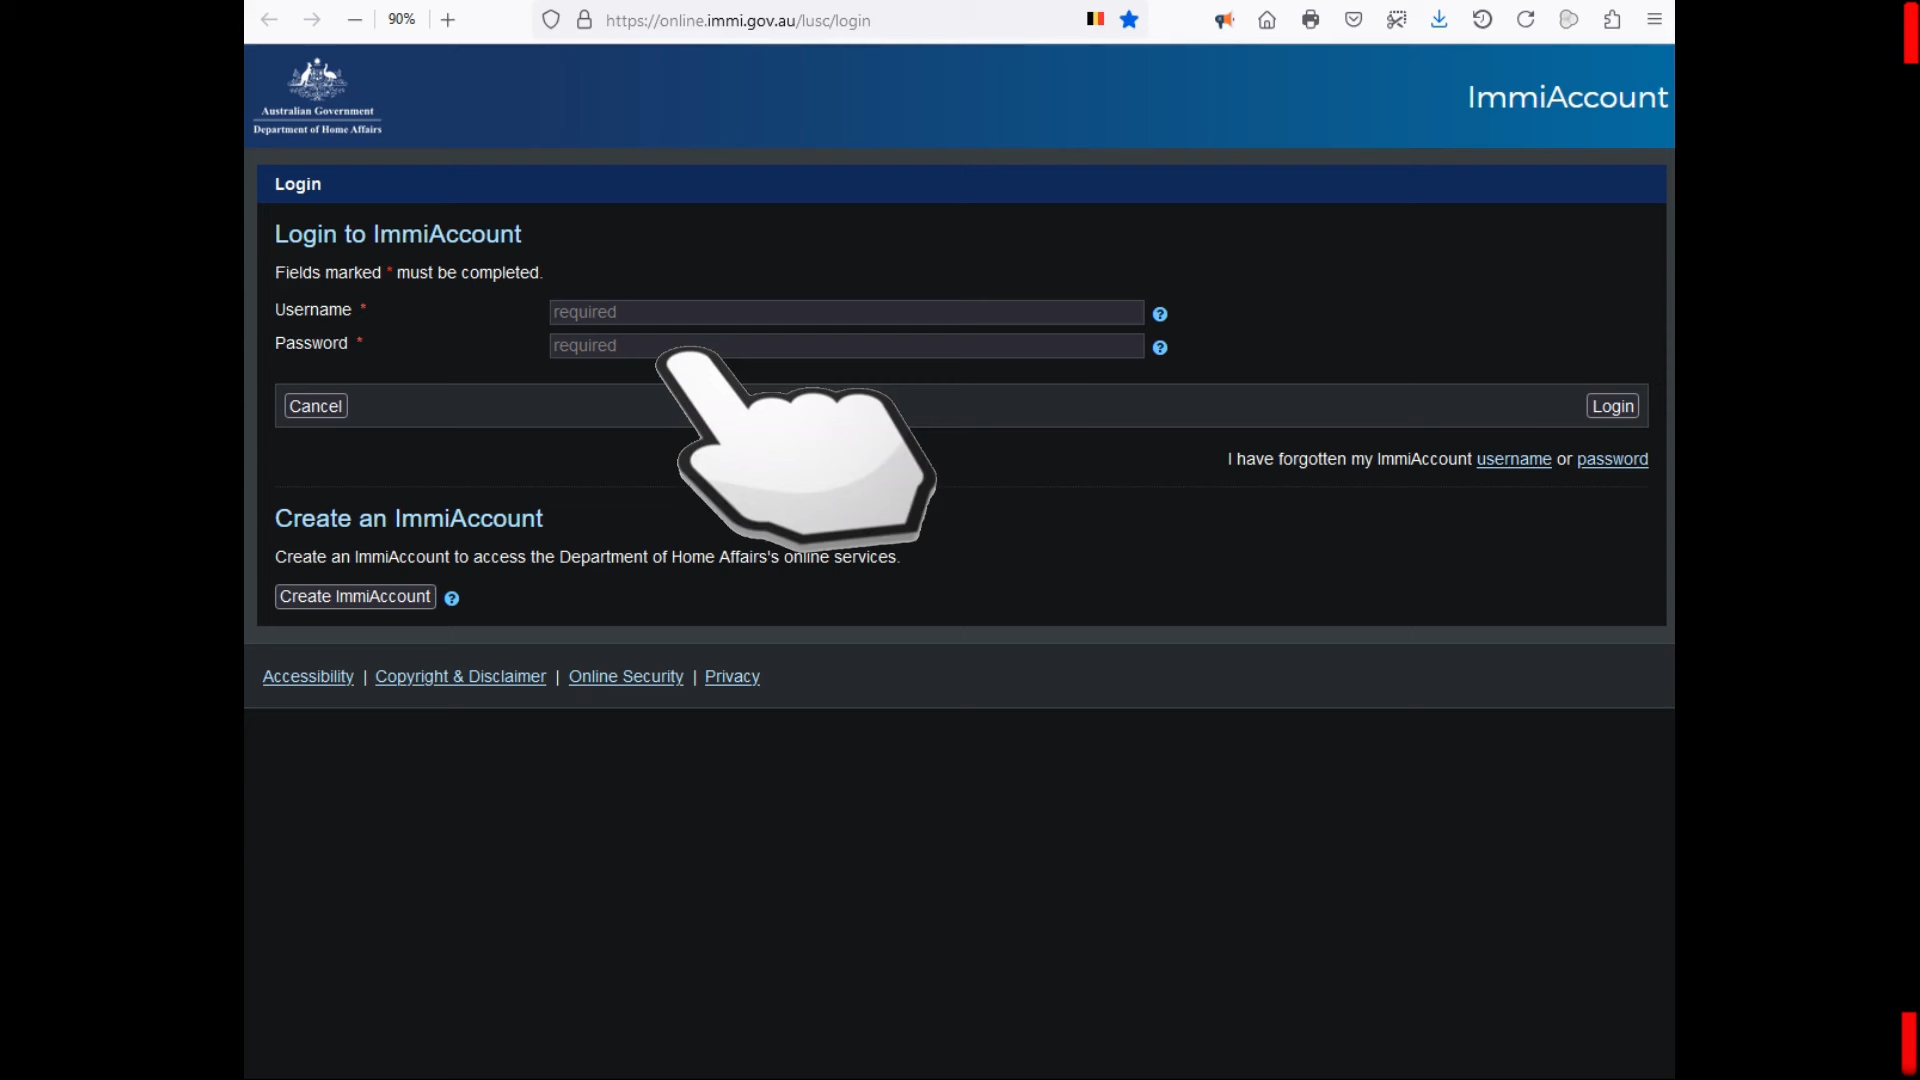 90%
https://online.immi.gov.au/lusc/login
Australian Government
Department of Home Affairs
ImmiAccount
Login
Login to ImmiAccount
Fields marked * must be completed.
Username * required
Password * required
Cancel Login
I have forgotten my ImmiAccount username or password
Create an ImmiAccount
Create an ImmiAccount to access the Department of Home Affairs's online services.
Create ImmiAccount
Accessibility | Copyright & Disclaimer | Online Security | Privacy